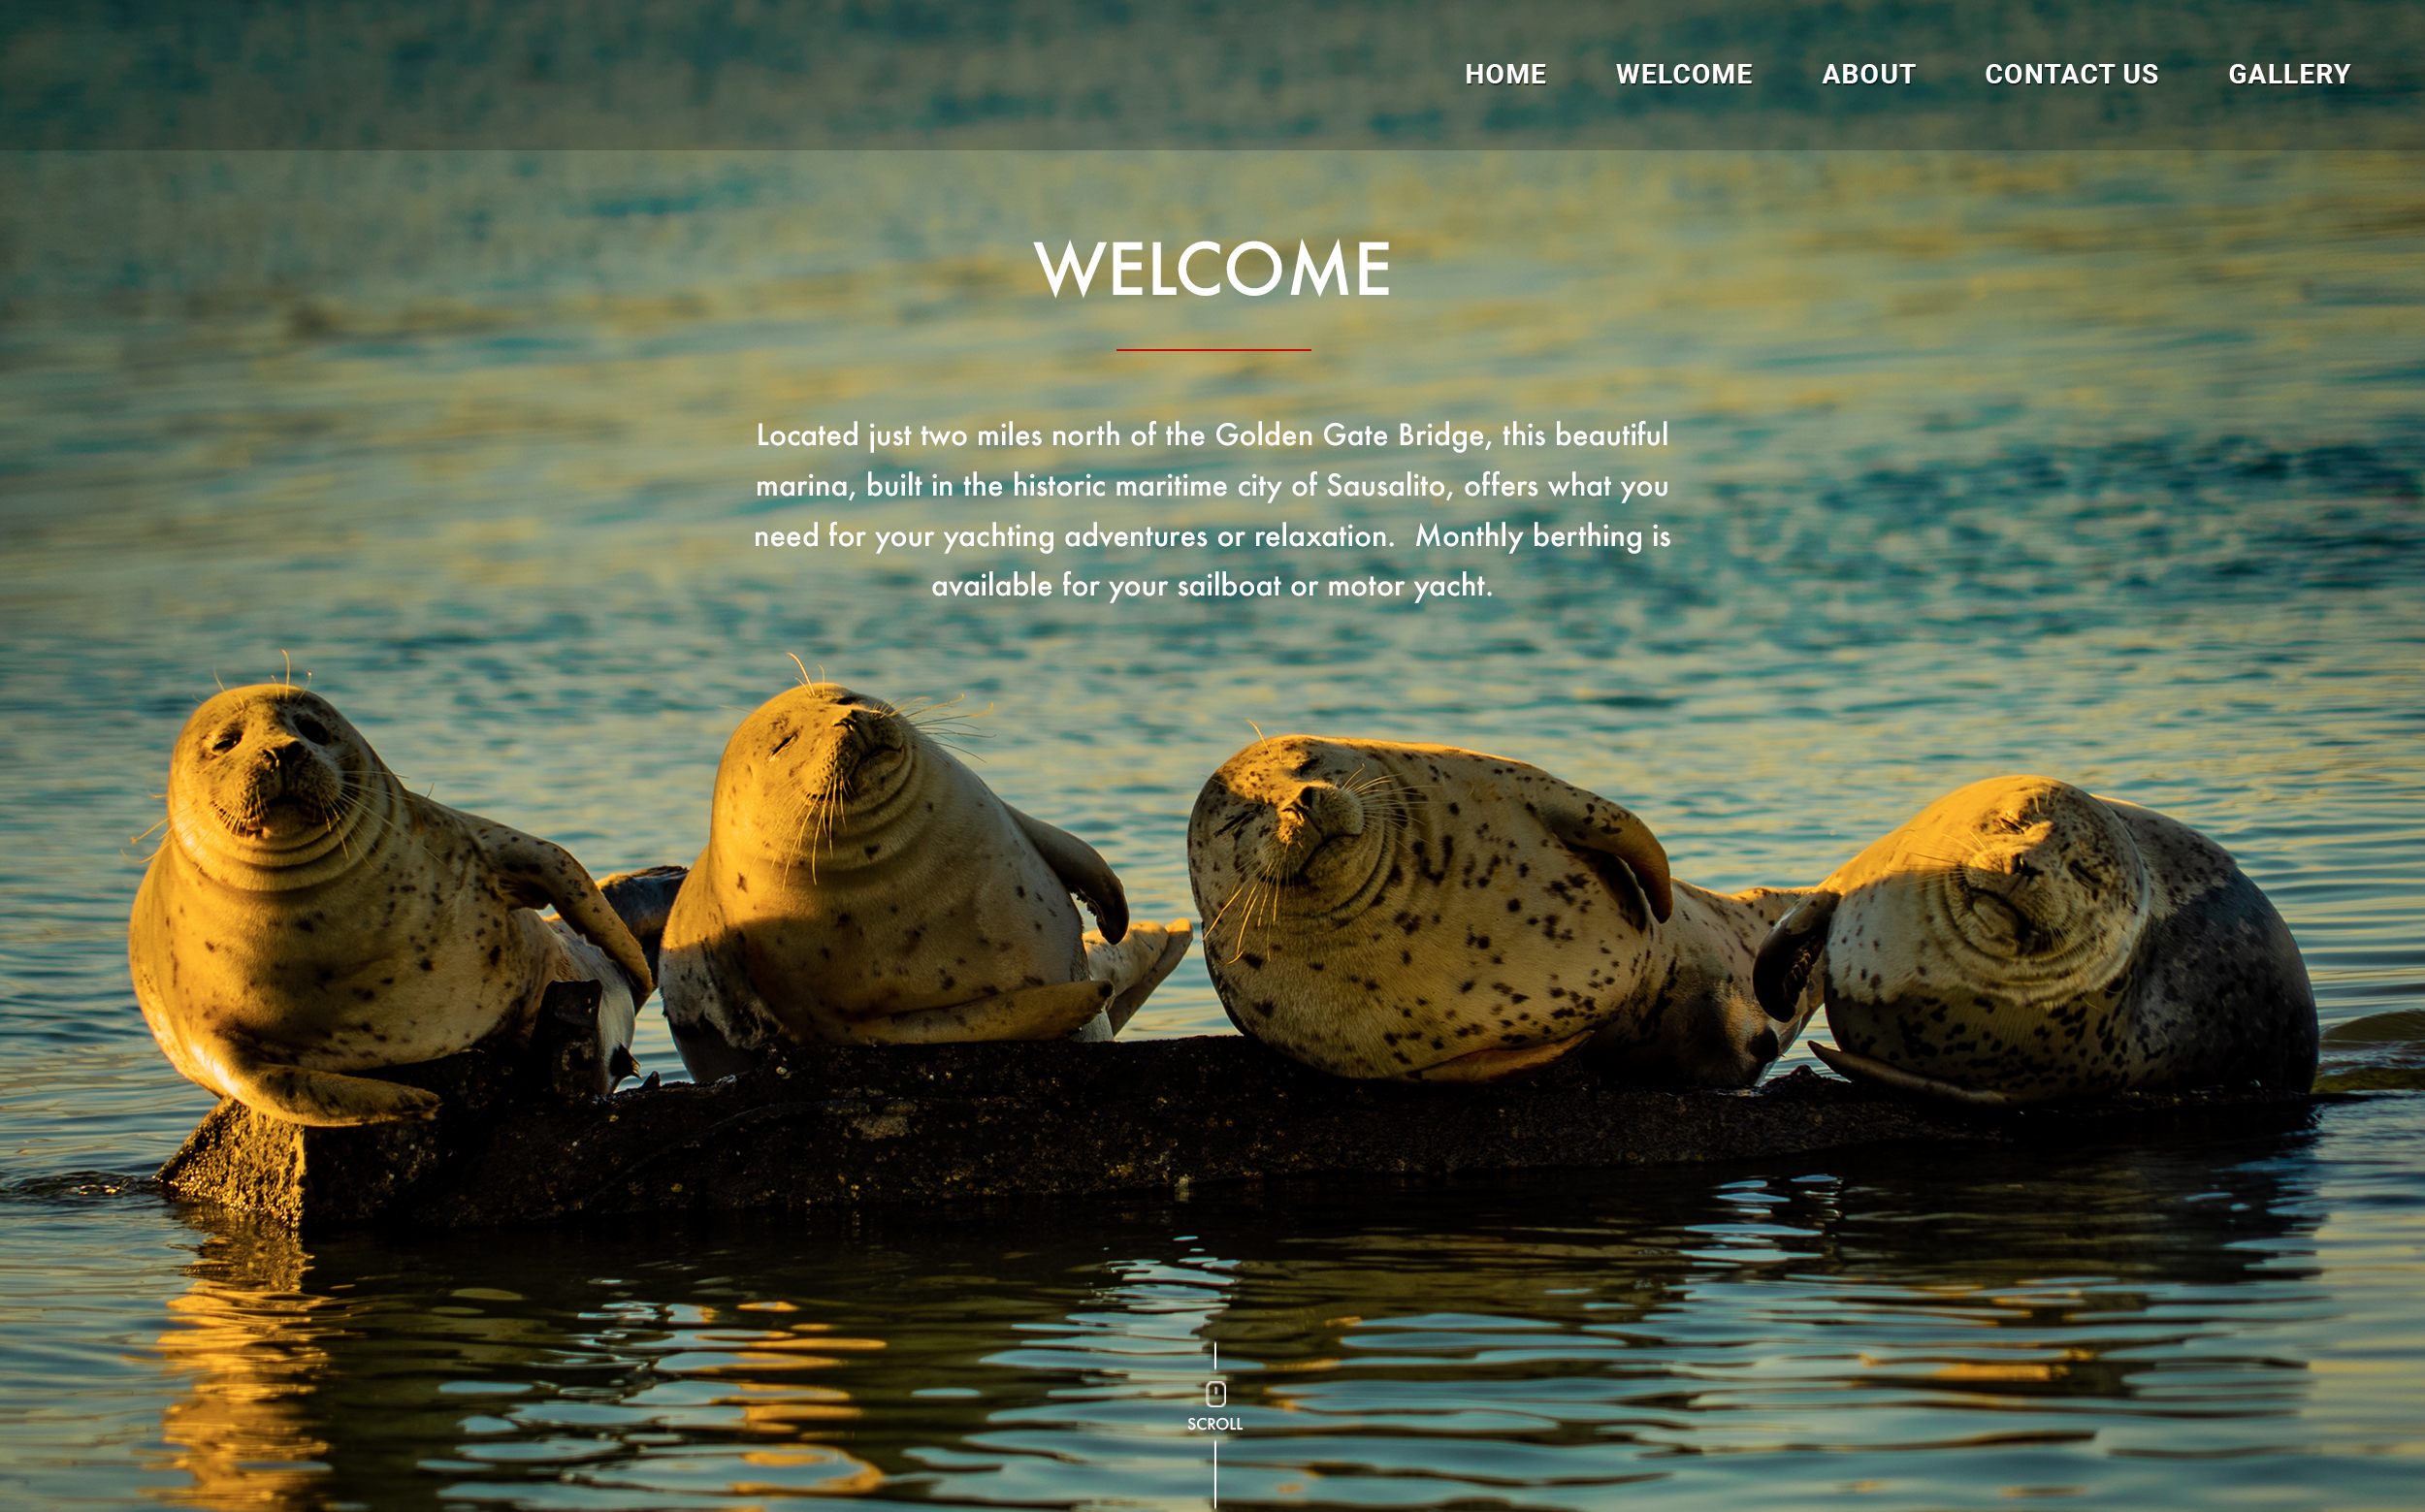 HOME WELCOME ABOUT CONTACT US GALLERY
WELCOME
Located just two miles north of the Golden Gate Bridge, this beautiful
marina, built in the historic maritime city of Sausalito, offers what you
need for your yachting adventures or relaxation.  Monthly berthing is
available for your sailboat or motor yacht.
SCROLL